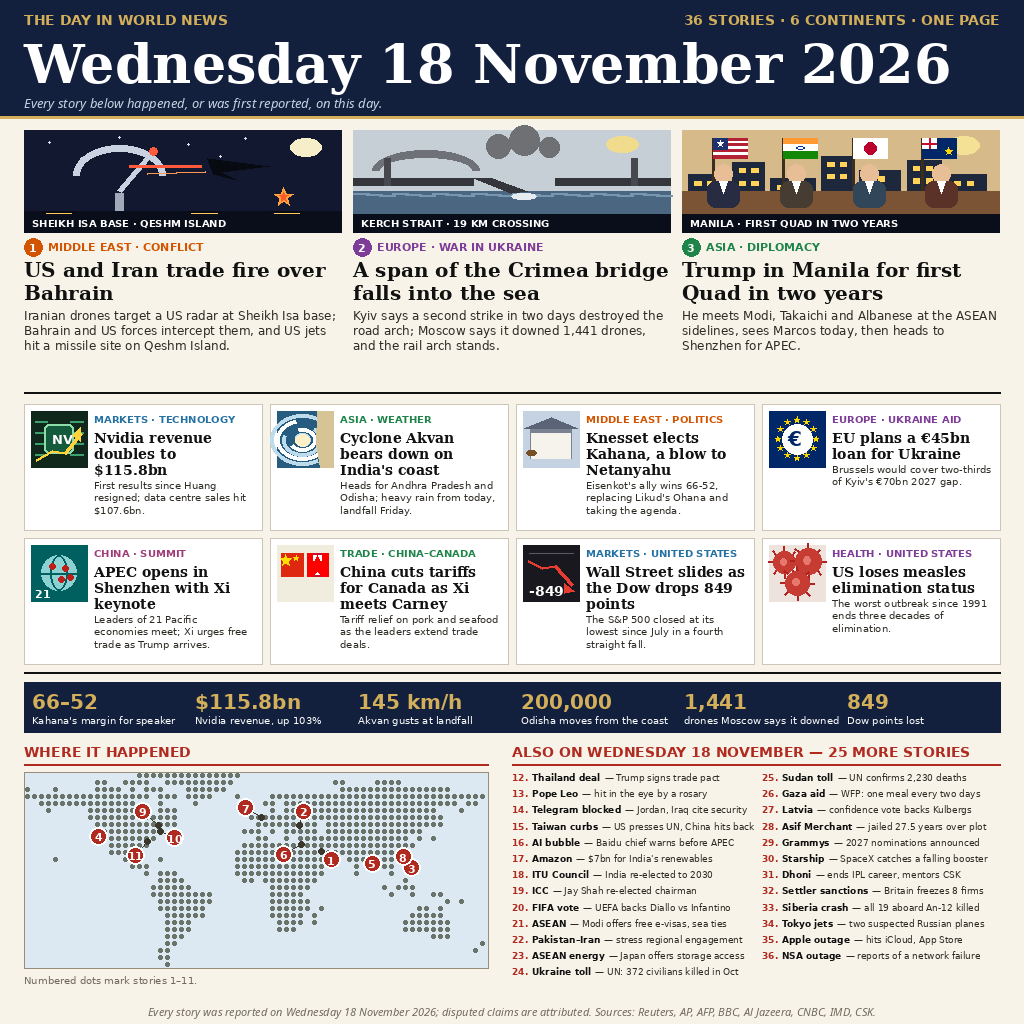 THE DAY IN WORLD NEWS
36 STORIES · 6 CONTINENTS · ONE PAGE
Wednesday 18 November 2026
Every story below happened, or was first reported, on this day.
SHEIKH ISA BASE · QESHM ISLAND
1 MIDDLE EAST · CONFLICT
US and Iran trade fire over
Bahrain
Iranian drones target a US radar at Sheikh Isa base;
Bahrain and US forces intercept them, and US jets
hit a missile site on Qeshm Island.
KERCH STRAIT · 19 KM CROSSING
2 EUROPE · WAR IN UKRAINE
A span of the Crimea bridge
falls into the sea
Kyiv says a second strike in two days destroyed the
road arch; Moscow says it downed 1,441 drones,
and the rail arch stands.
MANILA · FIRST QUAD IN TWO YEARS
3 ASIA · DIPLOMACY
Trump in Manila for first
Quad in two years
He meets Modi, Takaichi and Albanese at the ASEAN
sidelines, sees Marcos today, then heads to
Shenzhen for APEC.
NV
MARKETS · TECHNOLOGY
Nvidia revenue
doubles to
$115.8bn
First results since Huang
resigned; data centre sales hit
$107.6bn.
ASIA · WEATHER
Cyclone Akvan
bears down on
India's coast
Heads for Andhra Pradesh and
Odisha; heavy rain from today,
landfall Friday.
MIDDLE EAST · POLITICS
Knesset elects
Kahana, a blow to
Netanyahu
Eisenkot's ally wins 66-52,
replacing Likud's Ohana and
taking the agenda.
€
EUROPE · UKRAINE AID
EU plans a €45bn
loan for Ukraine
Brussels would cover two-thirds
of Kyiv's €70bn 2027 gap.
21
CHINA · SUMMIT
APEC opens in
Shenzhen with Xi
keynote
Leaders of 21 Pacific
economies meet; Xi urges free
trade as Trump arrives.
TRADE · CHINA–CANADA
China cuts tariffs
for Canada as Xi
meets Carney
Tariff relief on pork and seafood
as the leaders extend trade
deals.
-849
MARKETS · UNITED STATES
Wall Street slides as
the Dow drops 849
points
The S&P 500 closed at its
lowest since July in a fourth
straight fall.
HEALTH · UNITED STATES
US loses measles
elimination status
The worst outbreak since 1991
ends three decades of
elimination.
66–52
Kahana's margin for speaker
$115.8bn
Nvidia revenue, up 103%
145 km/h
Akvan gusts at landfall
200,000
Odisha moves from the coast
1,441
drones Moscow says it downed
849
Dow points lost
WHERE IT HAPPENED
9
7
2
4
10
11
6
1
5
8
3
Numbered dots mark stories 1–11.
ALSO ON WEDNESDAY 18 NOVEMBER — 25 MORE STORIES
12. Thailand deal — Trump signs trade pact
13. Pope Leo — hit in the eye by a rosary
14. Telegram blocked — Jordan, Iraq cite security
15. Taiwan curbs — US presses UN, China hits back
16. AI bubble — Baidu chief warns before APEC
17. Amazon — $7bn for India's renewables
18. ITU Council — India re-elected to 2030
19. ICC — Jay Shah re-elected chairman
20. FIFA vote — UEFA backs Diallo vs Infantino
21. ASEAN — Modi offers free e-visas, sea ties
22. Pakistan–Iran — stress regional engagement
23. ASEAN energy — Japan offers storage access
24. Ukraine toll — UN: 372 civilians killed in Oct
25. Sudan toll — UN confirms 2,230 deaths
26. Gaza aid — WFP: one meal every two days
27. Latvia — confidence vote backs Kulbergs
28. Asif Merchant — jailed 27.5 years over plot
29. Grammys — 2027 nominations announced
30. Starship — SpaceX catches a falling booster
31. Dhoni — ends IPL career, mentors CSK
32. Settler sanctions — Britain freezes 8 firms
33. Siberia crash — all 19 aboard An-12 killed
34. Tokyo jets — two suspected Russian planes
35. Apple outage — hits iCloud, App Store
36. NSA outage — reports of a network failure
Every story was reported on Wednesday 18 November 2026; disputed claims are attributed. Sources: Reuters, AP, AFP, BBC, Al Jazeera, CNBC, IMD, CSK.